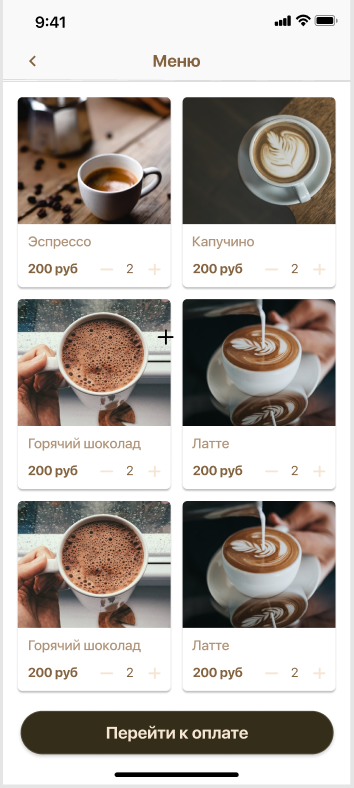 9:41
Меню
Эспрессо
200 руб — 2 +
Капучино
200 руб — 2 +
Горячий шоколад
200 руб — 2 +
Латте
200 руб — 2 +
Горячий шоколад
200 руб — 2 +
Латте
200 руб — 2 +
Перейти к оплате